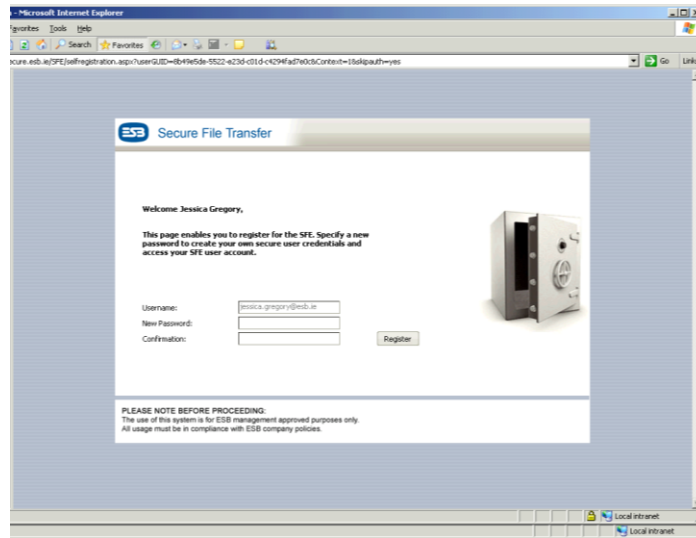 - Microsoft Internet Explorer
Favorites Tools Help
Search Favorites
ecure.esb.ie/SFE/selfregistration.aspx?userGUID=8b49e5de-5522-e23d-c01d-c4294fad7e0c&Context=1&skipauth=yes Go Links
ESB Secure File Transfer
Welcome Jessica Gregory,
This page enables you to register for the SFE. Specify a new
password to create your own secure user credentials and
access your SFE user account.
Username: jessica.gregory@esb.ie
New Password:
Confirmation: Register
PLEASE NOTE BEFORE PROCEEDING:
The use of this system is for ESB management approved purposes only.
All usage must be in compliance with ESB company policies.
Local intranet
Local intranet